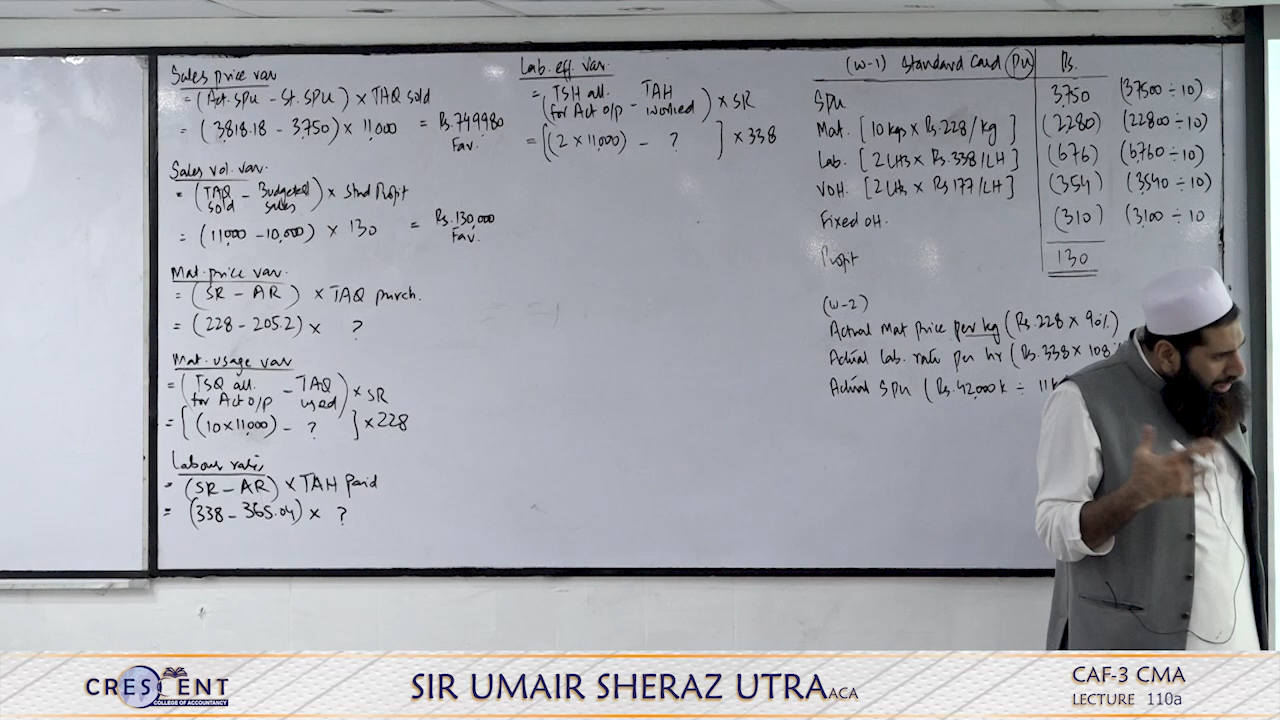 Sales price var
= (Act. SPU - St. SPU) × TAQ sold
= (3818.18 - 3750) × 11,000 = Rs. 749980
Fav.
Sales vol. var.
= (TAQ sold - Budgeted sales) × Stnd Profit
= (11,000 - 10,000) × 130 = Rs. 130,000
Fav.
Mat. price var.
= (SR - AR) × TAQ purch.
= (228 - 205.2) × ?
Mat. usage var
= (TSQ all. for Act O/p - TAQ used) × SR
= [(10 × 11,000) - ?] × 228
Labour rate
= (SR - AR) × TAH Paid
= (338 - 365.04) × ?
Lab. eff. var.
= (TSH all. for Act O/p - TAH worked) × SR
= [(2 × 11,000) - ?] × 338
(W-1) Standard Card (PU) Rs.
SPU 3750 (37500 ÷ 10)
Mat. [10 kgs × Rs. 228/kg] (2280) (22800 ÷ 10)
Lab. [2 LHs × Rs. 338/LH] (676) (6760 ÷ 10)
VOH. [2 LHs × Rs 177/LH] (354) (3540 ÷ 10)
Fixed OH. (310) (3100 ÷ 10
Profit 130
(W-2)
Actual Mat price per kg (Rs. 228 × 90%)
Actual Lab. rate per hr (Rs. 338 × 108
Actual SPU (Rs. 42,000 k ÷ 11
CRESCENT
COLLEGE OF ACCOUNTANCY
SIR UMAIR SHERAZ UTRA ACA
CAF-3 CMA
LECTURE 110a